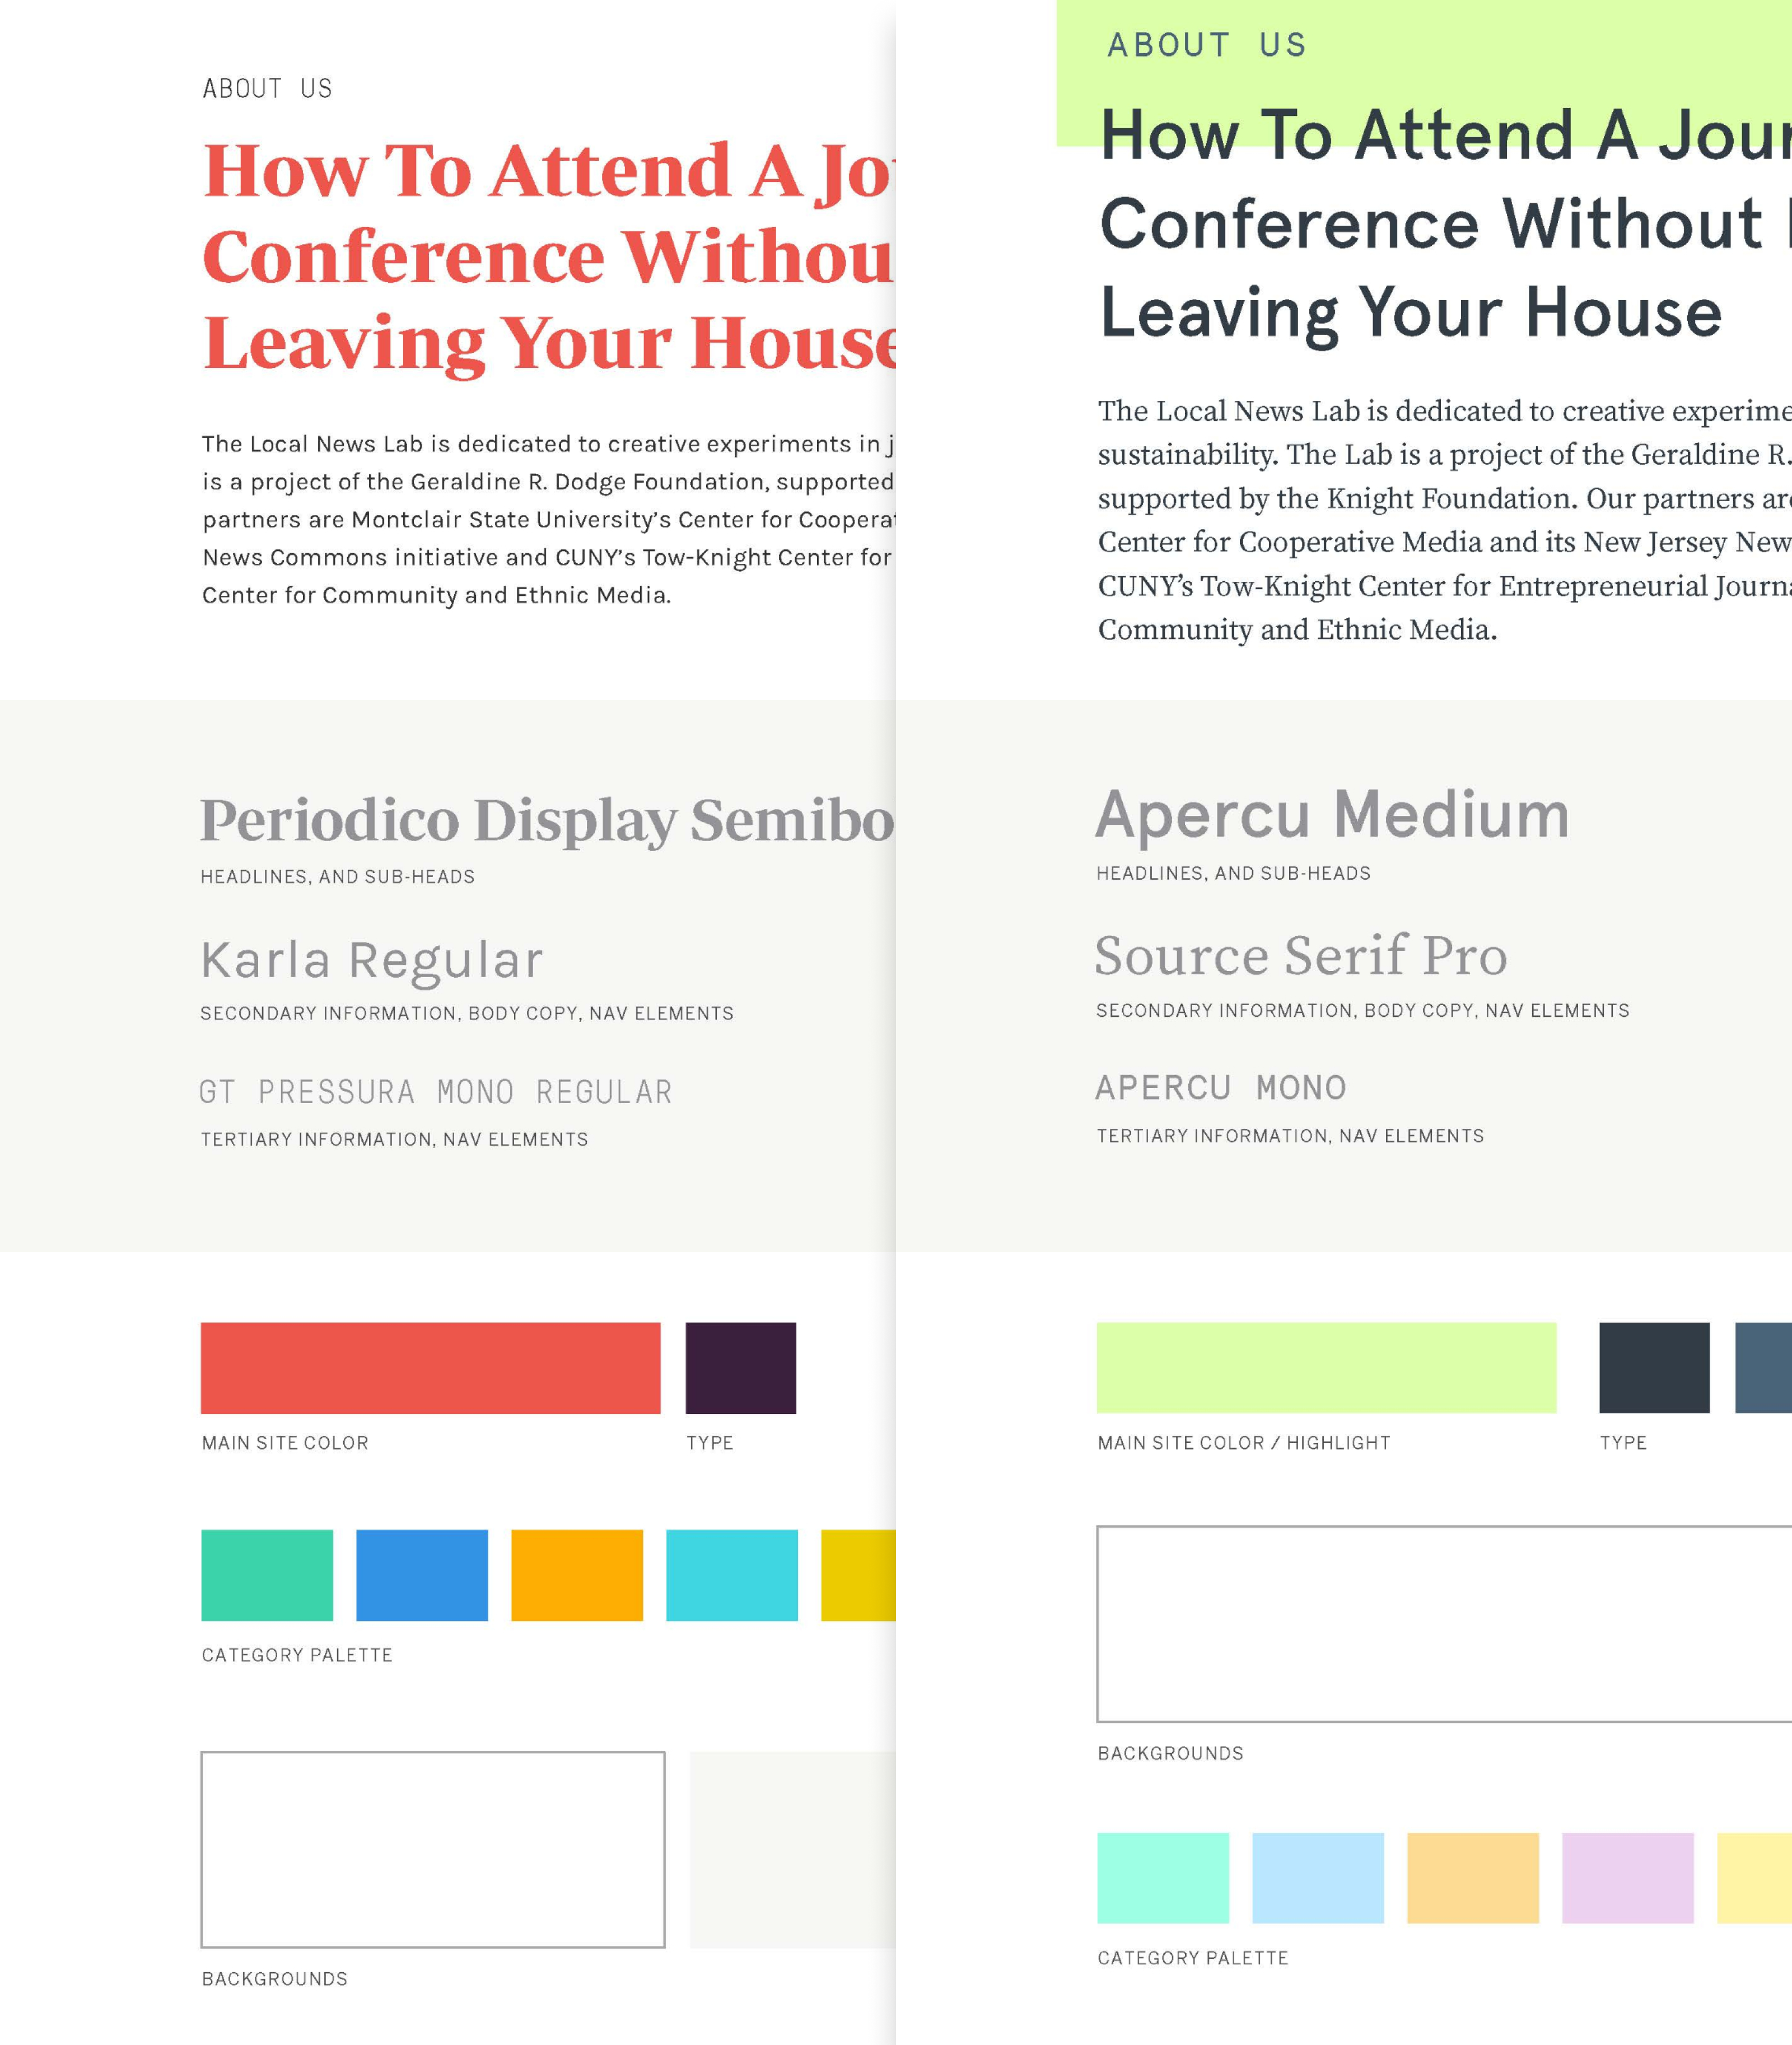 ABOUT US
How To Attend A Jo
Conference Withou
Leaving Your House
The Local News Lab is dedicated to creative experiments in j
is a project of the Geraldine R. Dodge Foundation, supported
partners are Montclair State University’s Center for Coopera
News Commons initiative and CUNY’s Tow-Knight Center for
Center for Community and Ethnic Media.
Periodico Display Semibo
HEADLINES, AND SUB-HEADS
Karla Regular
SECONDARY INFORMATION, BODY COPY, NAV ELEMENTS
GT PRESSURA MONO REGULAR
TERTIARY INFORMATION, NAV ELEMENTS
MAIN SITE COLOR
TYPE
CATEGORY PALETTE
BACKGROUNDS
ABOUT US
How To Attend A Jour
Conference Without
Leaving Your House
The Local News Lab is dedicated to creative experime
sustainability. The Lab is a project of the Geraldine R.
supported by the Knight Foundation. Our partners are
Center for Cooperative Media and its New Jersey New
CUNY’s Tow-Knight Center for Entrepreneurial Journa
Community and Ethnic Media.
Apercu Medium
HEADLINES, AND SUB-HEADS
Source Serif Pro
SECONDARY INFORMATION, BODY COPY, NAV ELEMENTS
APERCU MONO
TERTIARY INFORMATION, NAV ELEMENTS
MAIN SITE COLOR / HIGHLIGHT
TYPE
BACKGROUNDS
CATEGORY PALETTE